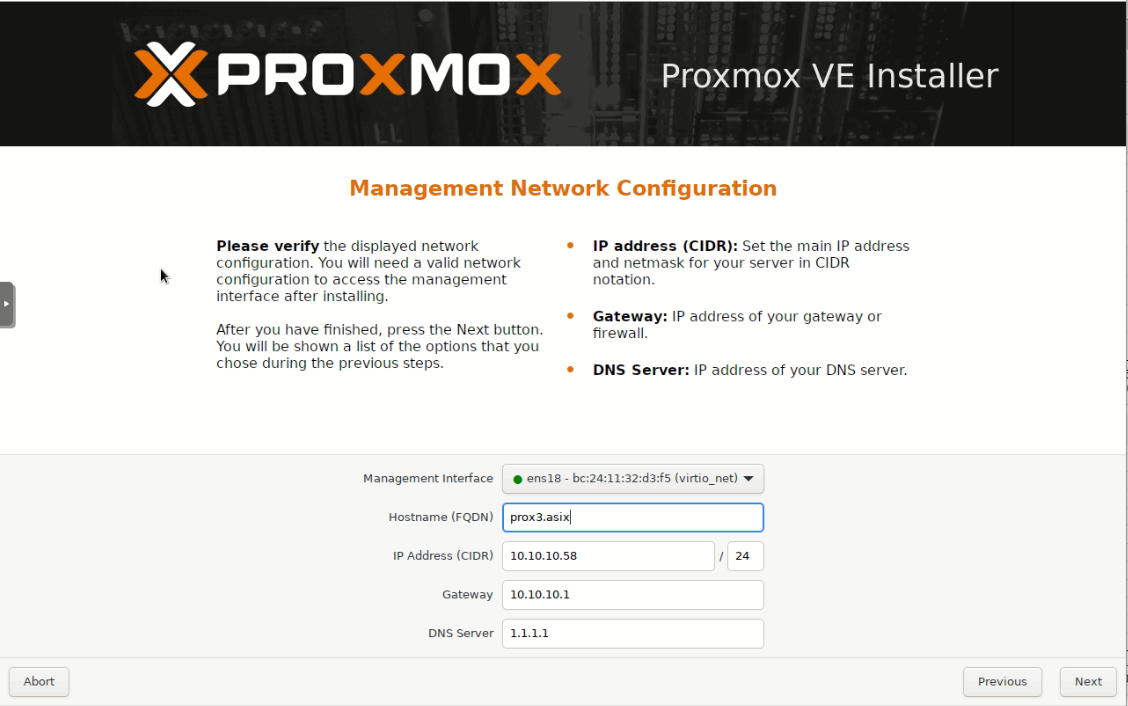 PROXMOX
Proxmox VE Installer
Management Network Configuration
Please verify the displayed network
configuration. You will need a valid network
configuration to access the management
interface after installing.
After you have finished, press the Next button.
You will be shown a list of the options that you
chose during the previous steps.
IP address (CIDR): Set the main IP address
and netmask for your server in CIDR
notation.
Gateway: IP address of your gateway or
firewall.
DNS Server: IP address of your DNS server.
Management Interface ens18 - bc:24:11:32:d3:f5 (virtio_net)
Hostname (FQDN) prox3.asix
IP Address (CIDR) 10.10.10.58 / 24
Gateway 10.10.10.1
DNS Server 1.1.1.1
Abort Previous Next